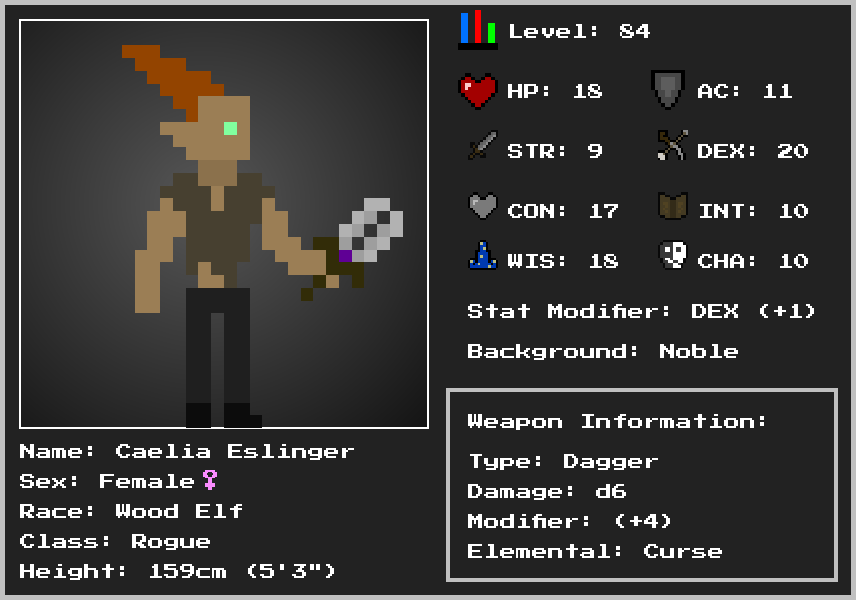 Level: 84
HP: 18
AC: 11
STR: 9
DEX: 20
CON: 17
INT: 10
WIS: 18
CHA: 10
Stat Modifier: DEX (+1)
Background: Noble
Weapon Information:
Type: Dagger
Damage: d6
Modifier: (+4)
Elemental: Curse
Name: Caelia Eslinger
Sex: Female♀
Race: Wood Elf
Class: Rogue
Height: 159cm (5'3")